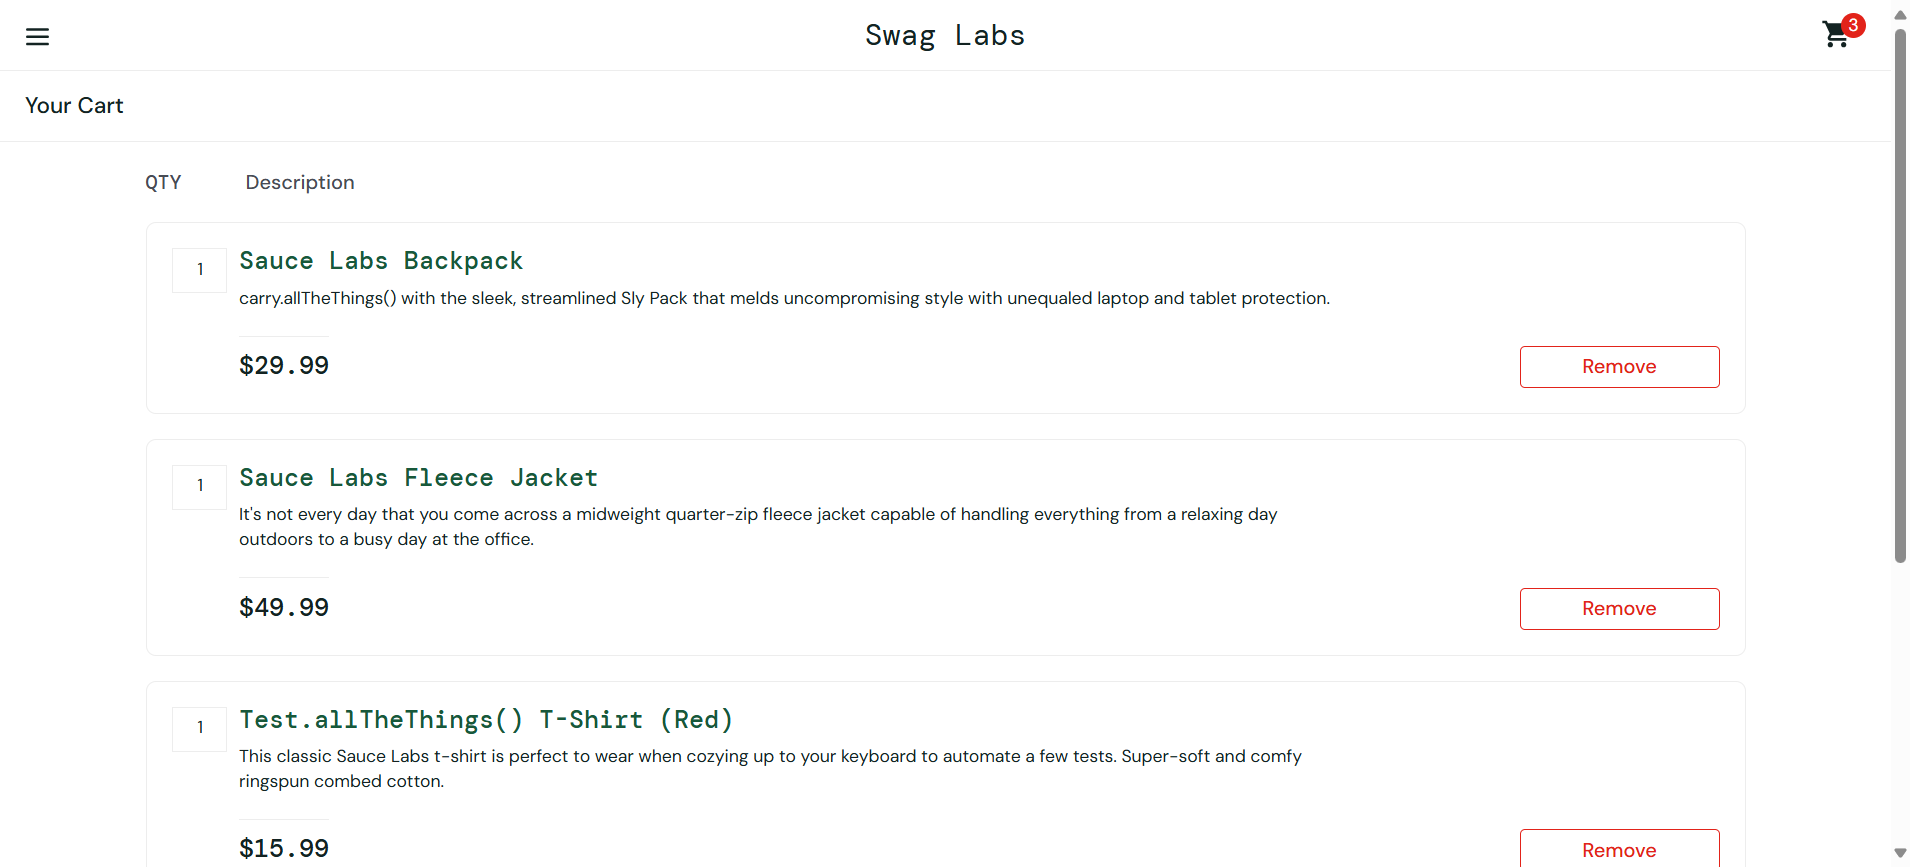 Swag Labs
3
Your Cart
QTY Description
1
Sauce Labs Backpack
carry.allTheThings() with the sleek, streamlined Sly Pack that melds uncompromising style with unequaled laptop and tablet protection.
$29.99
Remove
1
Sauce Labs Fleece Jacket
It's not every day that you come across a midweight quarter-zip fleece jacket capable of handling everything from a relaxing day
outdoors to a busy day at the office.
$49.99
Remove
1
Test.allTheThings() T-Shirt (Red)
This classic Sauce Labs t-shirt is perfect to wear when cozying up to your keyboard to automate a few tests. Super-soft and comfy
ringspun combed cotton.
$15.99
Remove